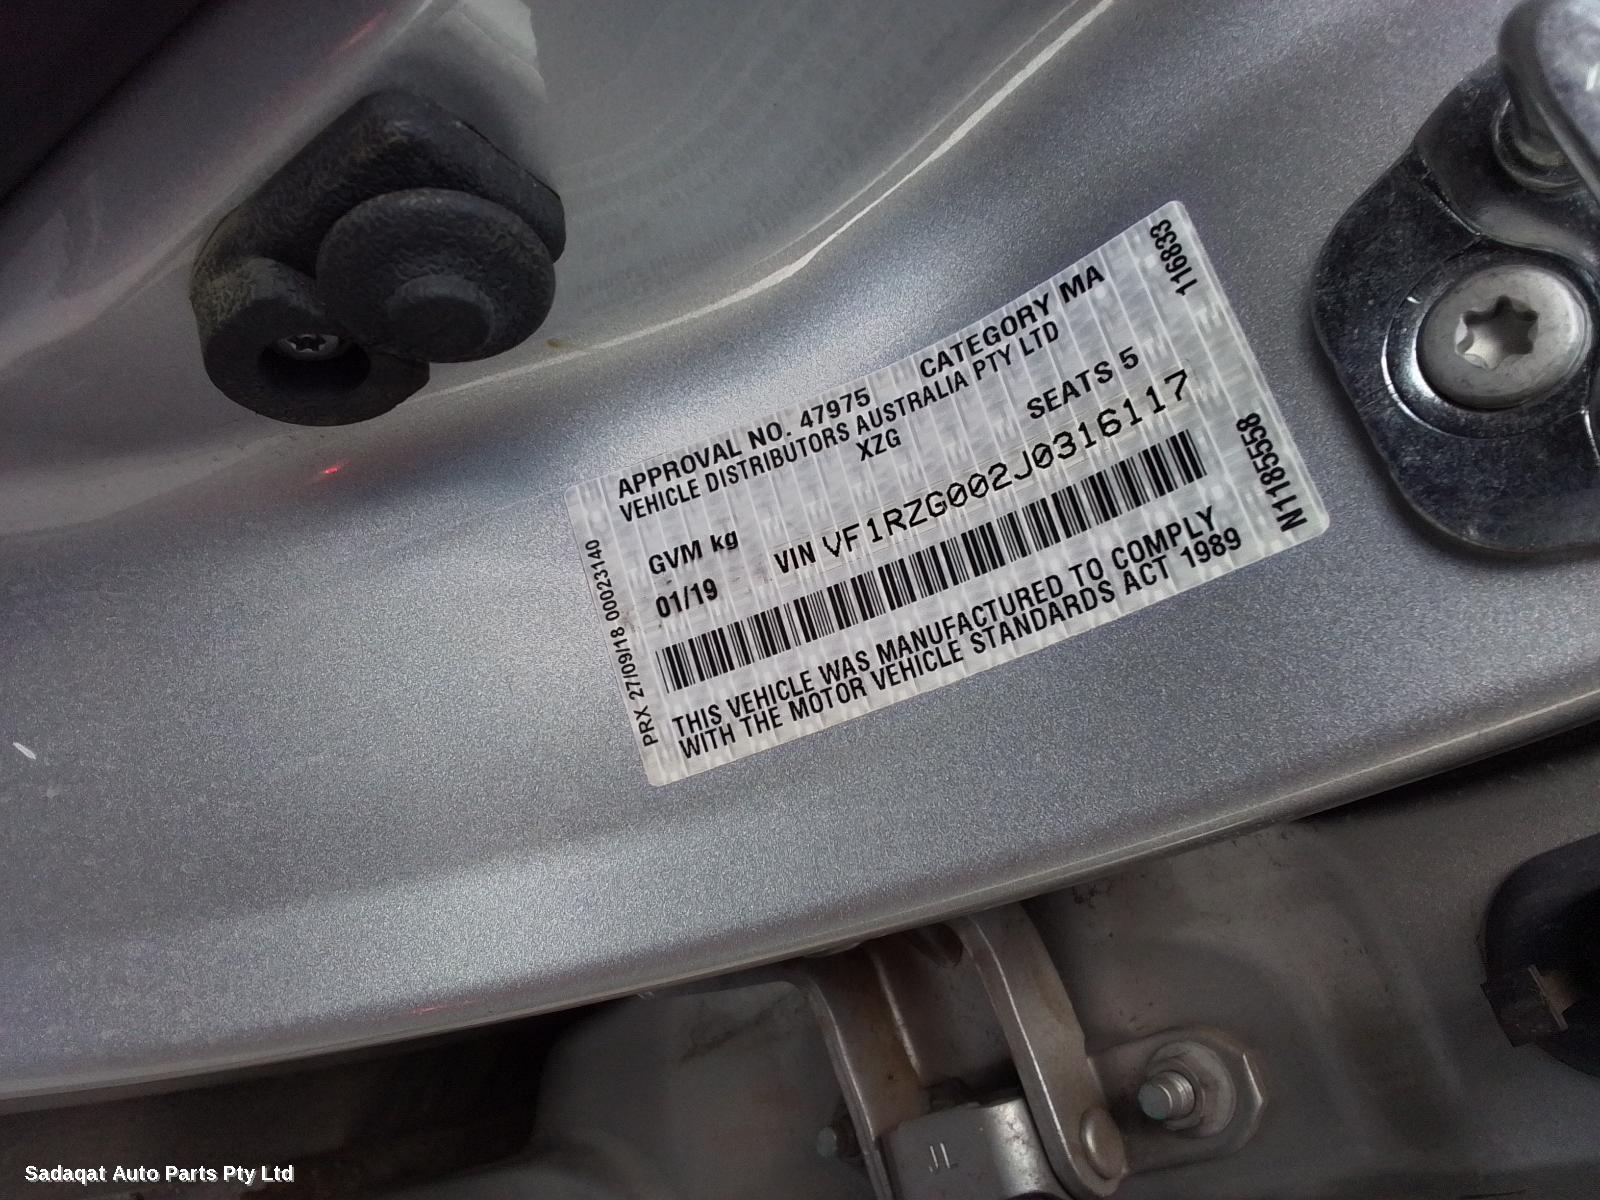 APPROVAL NO. 47975 CATEGORY MA
VEHICLE DISTRIBUTORS AUSTRALIA PTY LTD
XZG
GVM kg SEATS 5
01/19 VIN VF1RZG002J0316117
THIS VEHICLE WAS MANUFACTURED TO COMPLY
WITH THE MOTOR VEHICLE STANDARDS ACT 1989
PRX 27/09/18 00023140
116833
N11855558
JL
Sadaqat Auto Parts Pty Ltd